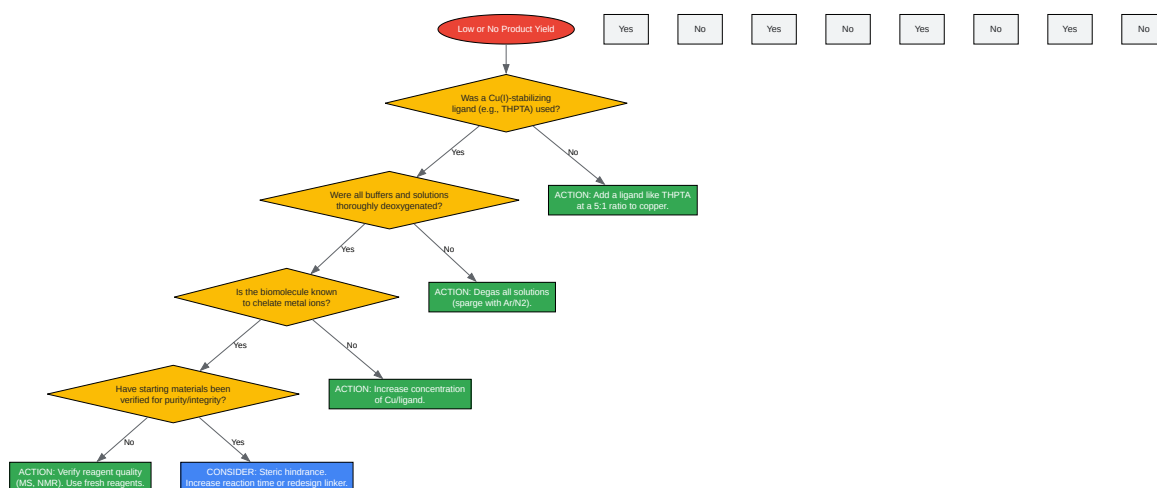 Low or No Product Yield
Yes
No
Yes
No
Yes
No
Yes
No
Was a Cu(I)-stabilizing
ligand (e.g., THPTA) used?
Yes
No
Were all buffers and solutions
thoroughly deoxygenated?
ACTION: Add a ligand like THPTA
at a 5:1 ratio to copper.
Yes
No
Is the biomolecule known
to chelate metal ions?
ACTION: Degas all solutions
(sparge with Ar/N2).
Yes
No
Have starting materials been
verified for purity/integrity?
ACTION: Increase concentration
of Cu/ligand.
No
Yes
ACTION: Verify reagent quality
(MS, NMR). Use fresh reagents.
CONSIDER: Steric hindrance.
Increase reaction time or redesign linker.